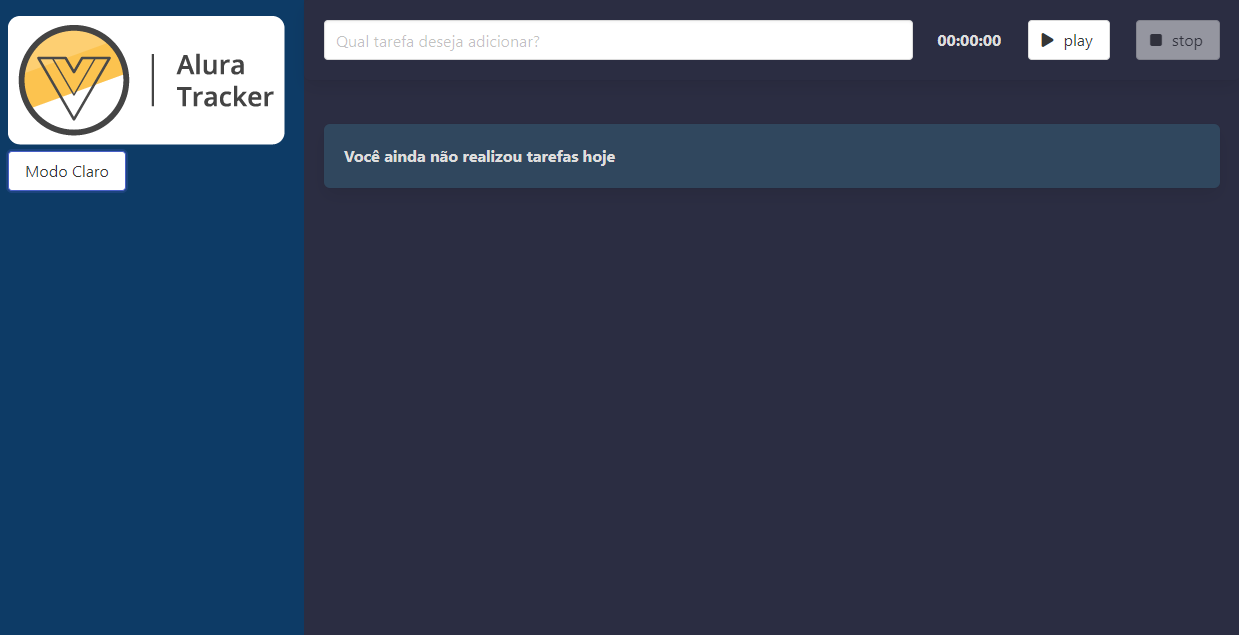 Alura
Tracker
Modo Claro
Qual tarefa deseja adicionar?
00:00:00
play
stop
Você ainda não realizou tarefas hoje